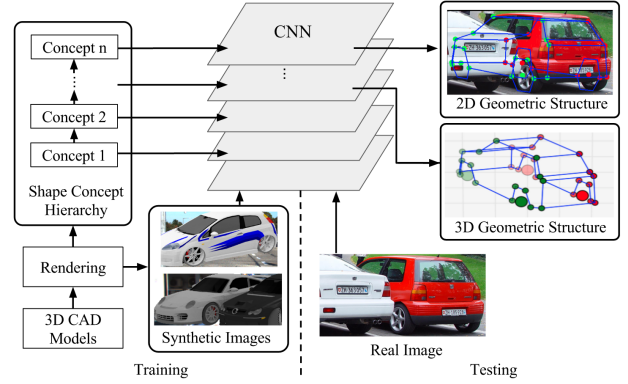 Concept n
Concept 2
Concept 1
Shape Concept
Hierarchy
Rendering
3D CAD
Models
CNN
Synthetic Images
Real Image
2D Geometric Structure
3D Geometric Structure
Training
Testing